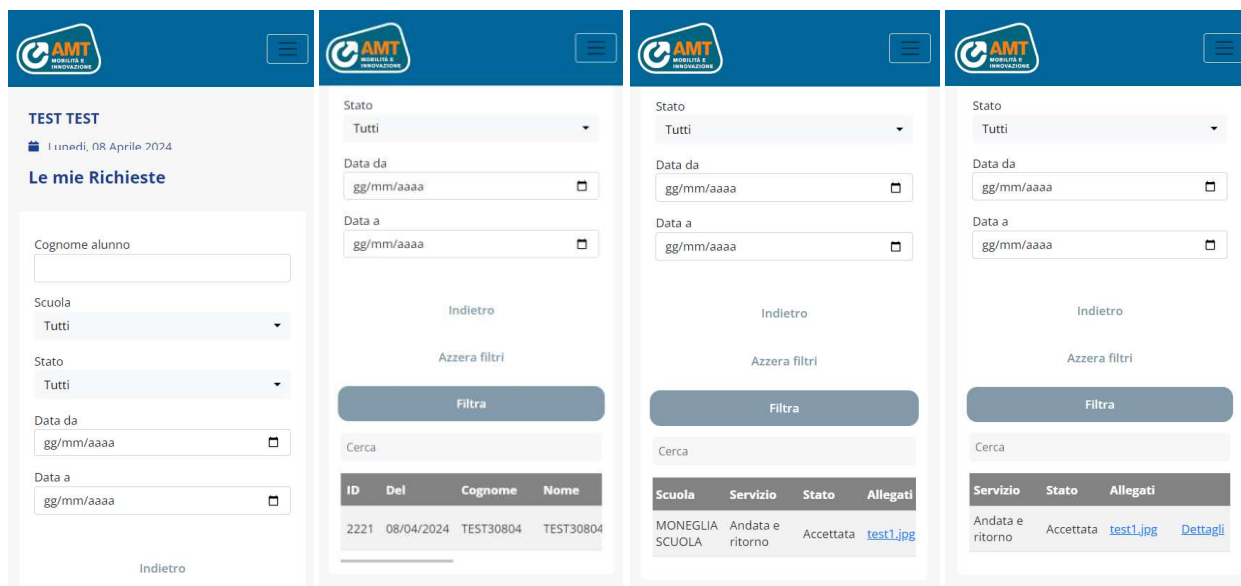 AMT
MOBILITÀ E
INNOVAZIONE
TEST TEST
Lunedì, 08 Aprile 2024
Le mie Richieste
Cognome alunno
Scuola
Tutti
Stato
Tutti
Data da
gg/mm/aaaa
Data a
gg/mm/aaaa
Indietro
AMT
MOBILITÀ E
INNOVAZIONE
Stato
Tutti
Data da
gg/mm/aaaa
Data a
gg/mm/aaaa
Indietro
Azzera filtri
Filtra
Cerca
ID Del Cognome Nome
2221 08/04/2024 TEST30804 TEST30804
AMT
MOBILITÀ E
INNOVAZIONE
Stato
Tutti
Data da
gg/mm/aaaa
Data a
gg/mm/aaaa
Indietro
Azzera filtri
Filtra
Cerca
Scuola Servizio Stato Allegati
MONEGLIA Andata e
SCUOLA ritorno Accettata test1.jpg
AMT
MOBILITÀ E
INNOVAZIONE
Stato
Tutti
Data da
gg/mm/aaaa
Data a
gg/mm/aaaa
Indietro
Azzera filtri
Filtra
Cerca
Servizio Stato Allegati
Andata e
ritorno Accettata test1.jpg Dettagli